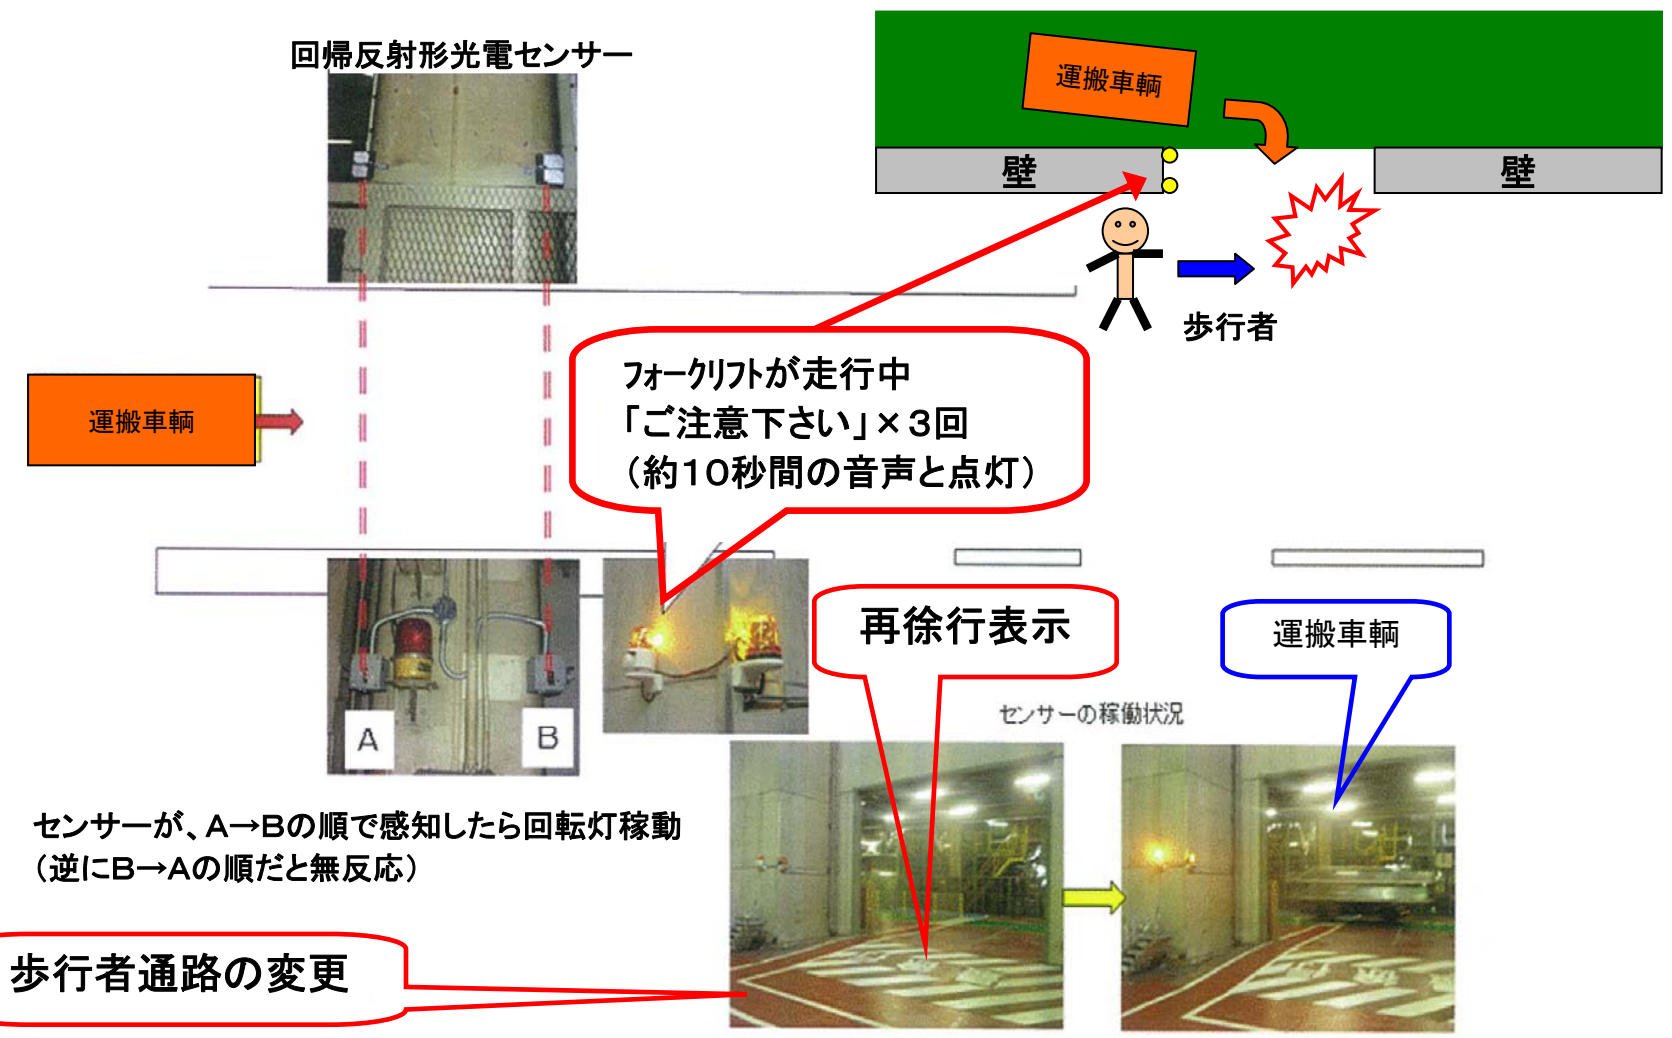 回帰反射形光電センサー
運搬車輌
壁
壁
歩行者
運搬車輌
フォークリフトが走行中
「ご注意下さい」×3回
(約10秒間の音声と点灯)
再徐行表示
運搬車輌
A
B
センサーの稼働状況
センサーが、A→Bの順で感知したら回転灯稼動
(逆にB→Aの順だと無反応)
歩行者通路の変更